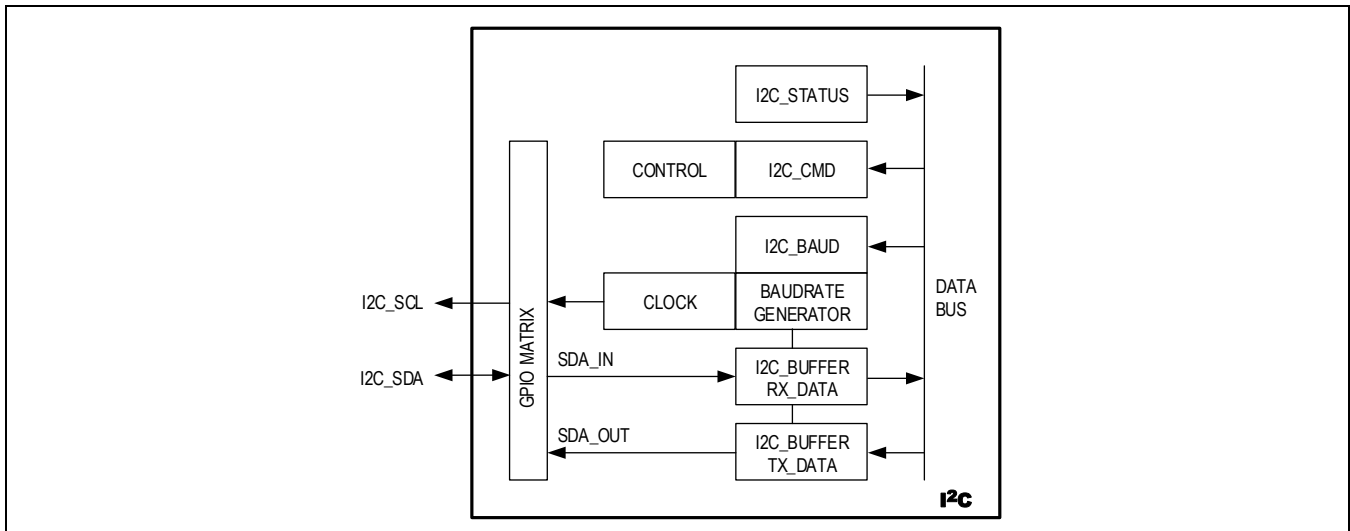 I2C_STATUS
CONTROL
I2C_CMD
I2C_BAUD
I2C_SCL
CLOCK
BAUDRATE
GENERATOR
DATA
BUS
GPIO MATRIX
I2C_SDA
SDA_IN
I2C_BUFFER
RX_DATA
SDA_OUT
I2C_BUFFER
TX_DATA
I²C